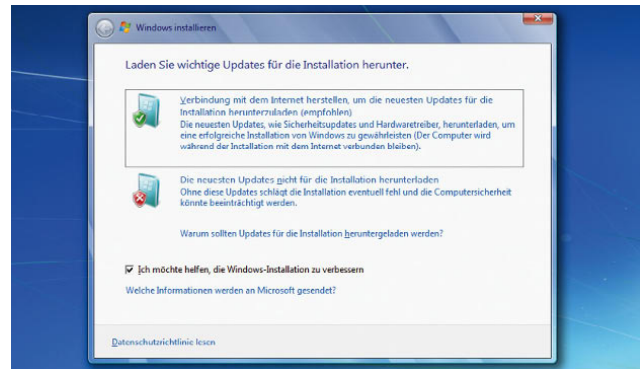 Windows installieren
Laden Sie wichtige Updates für die Installation herunter.
Verbindung mit dem Internet herstellen, um die neuesten Updates für die
Installation herunterzuladen (empfohlen)
Die neuesten Updates, wie Sicherheitsupdates und Hardwaretreiber, herunterladen, um
eine erfolgreiche Installation von Windows zu gewährleisten (Der Computer wird
während der Installation mit dem Internet verbunden bleiben).
Die neuesten Updates nicht für die Installation herunterladen
Ohne diese Updates schlägt die Installation eventuell fehl und die Computersicherheit
könnte beeinträchtigt werden.
Warum sollten Updates für die Installation heruntergeladen werden?
Ich möchte helfen, die Windows-Installation zu verbessern
Welche Informationen werden an Microsoft gesendet?
Datenschutzrichtlinie lesen